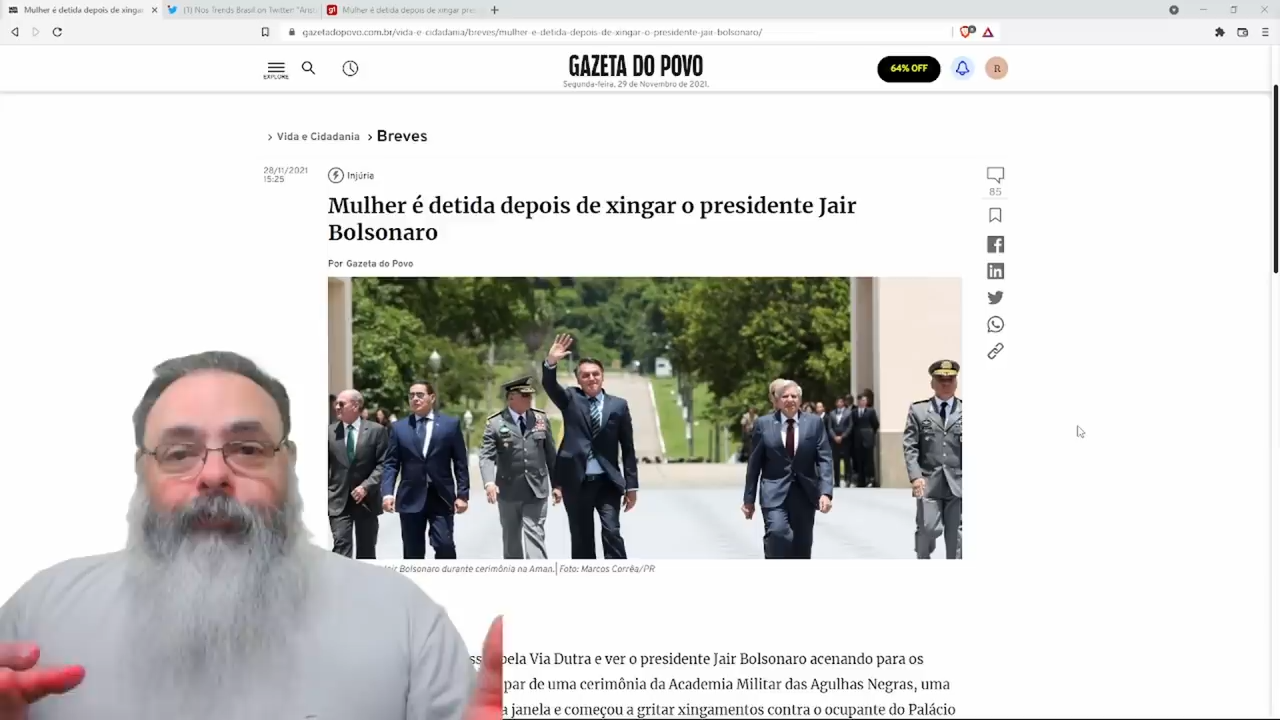 Mulher é detida depois de xingar
(1) Nos Trends Brasil on Twitter: "Arist
Mulher é detida depois de xingar pre
gazetadopovo.com.br/vida-e-cidadania/breves/mulher-e-detida-depois-de-xingar-o-presidente-jair-bolsonaro/
EXPLORE
GAZETA DO POVO
Segunda-feira, 29 de Novembro de 2021.
64% OFF
R
> Vida e Cidadania > Breves
28/11/2021
15:25
Injúria
85
Mulher é detida depois de xingar o presidente Jair
Bolsonaro
Por Gazeta do Povo
Jair Bolsonaro durante cerimônia na Aman.| Foto: Marcos Corrêa/PR
pela Via Dutra e ver o presidente Jair Bolsonaro acenando para os
par de uma cerimônia da Academia Militar das Agulhas Negras, uma
janela e começou a gritar xingamentos contra o ocupante do Palácio